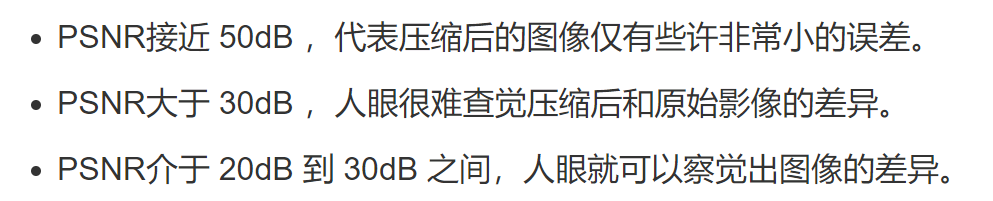 • PSNR接近 50dB ，代表压缩后的图像仅有些许非常小的误差。
• PSNR大于 30dB ，人眼很难查觉压缩后和原始影像的差异。
• PSNR介于 20dB 到 30dB 之间，人眼就可以察觉出图像的差异。